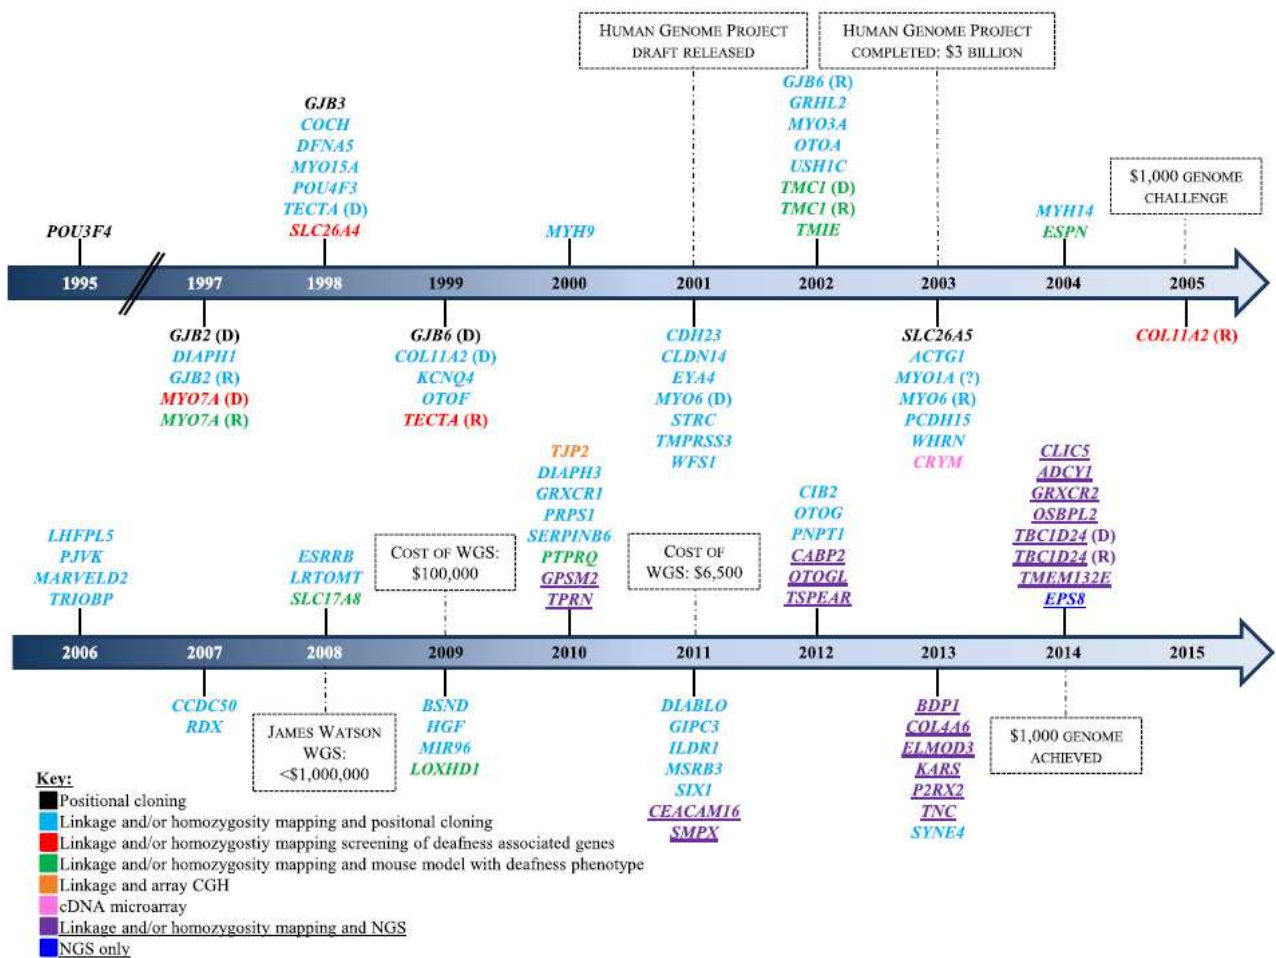 HUMAN GENOME PROJECT
DRAFT RELEASED
HUMAN GENOME PROJECT
COMPLETED: $3 BILLION
$1,000 GENOME
CHALLENGE
POU3F4
GJB3
COCH
DFNA5
MYO15A
POU4F3
TECTA (D)
SLC26A4
MYH9
GJB6 (R)
GRHL2
MYO3A
OTOA
USH1C
TMC1 (D)
TMC1 (R)
TMIE
MYH14
ESPN
1995 1997 1998 1999 2000 2001 2002 2003 2004 2005
GJB2 (D)
DIAPH1
GJB2 (R)
MYO7A (D)
MYO7A (R)
GJB6 (D)
COL11A2 (D)
KCNQ4
OTOF
TECTA (R)
CDH23
CLDN14
EYA4
MYO6 (D)
STRC
TMPRSS3
WFS1
SLC26A5
ACTG1
MYO1A (?)
MYO6 (R)
PCDH15
WHRN
CRYM
COL11A2 (R)
LHFPL5
PJVK
MARVELD2
TRIOBP
ESRRB
LRTOMT
SLC17A8
COST OF WGS:
$100,000
TJP2
DIAPH3
GRXCR1
PRPS1
SERPINB6
PTPRQ
GPSM2
TPRN
COST OF
WGS: $6,500
CIB2
OTOG
PNPT1
CABP2
OTOGL
TSPEAR
CLIC5
ADCY1
GRXCR2
OSBPL2
TBC1D24 (D)
TBC1D24 (R)
TMEM132E
EPS8
2006 2007 2008 2009 2010 2011 2012 2013 2014 2015
CCDC50
RDX
JAMES WATSON
WGS:
<$1,000,000
BSND
HGF
MIR96
LOXHD1
DIABLO
GIPC3
ILDR1
MSRB3
SIX1
CEACAM16
SMPX
BDP1
COL4A6
ELMOD3
KARS
P2RX2
TNC
SYNE4
$1,000 GENOME
ACHIEVED
Key:
Positional cloning
Linkage and/or homozygosity mapping and positonal cloning
Linkage and/or homozygostiy mapping screening of deafness associated genes
Linkage and/or homozygosity mapping and mouse model with deafness phenotype
Linkage and array CGH
cDNA microarray
Linkage and/or homozygosity mapping and NGS
NGS only